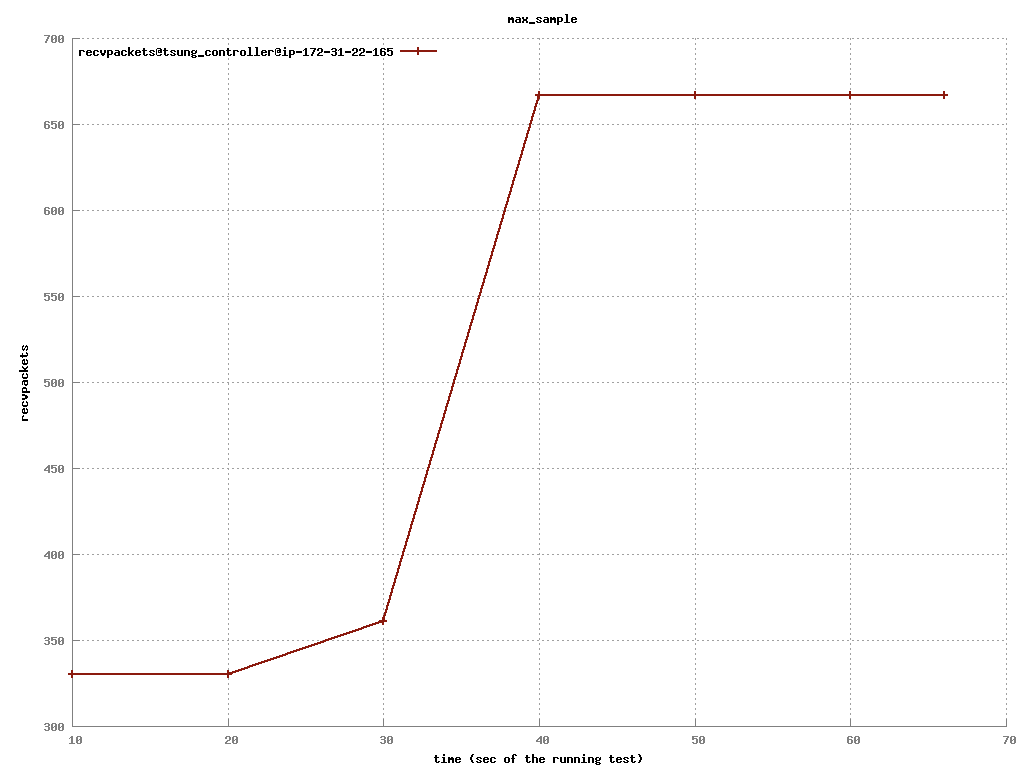 max_sample
700
recvpackets@tsung_controller@ip-172-31-22-165
650
600
550
500
450
400
350
300
recvpackets
10 20 30 40 50 60 70
time (sec of the running test)